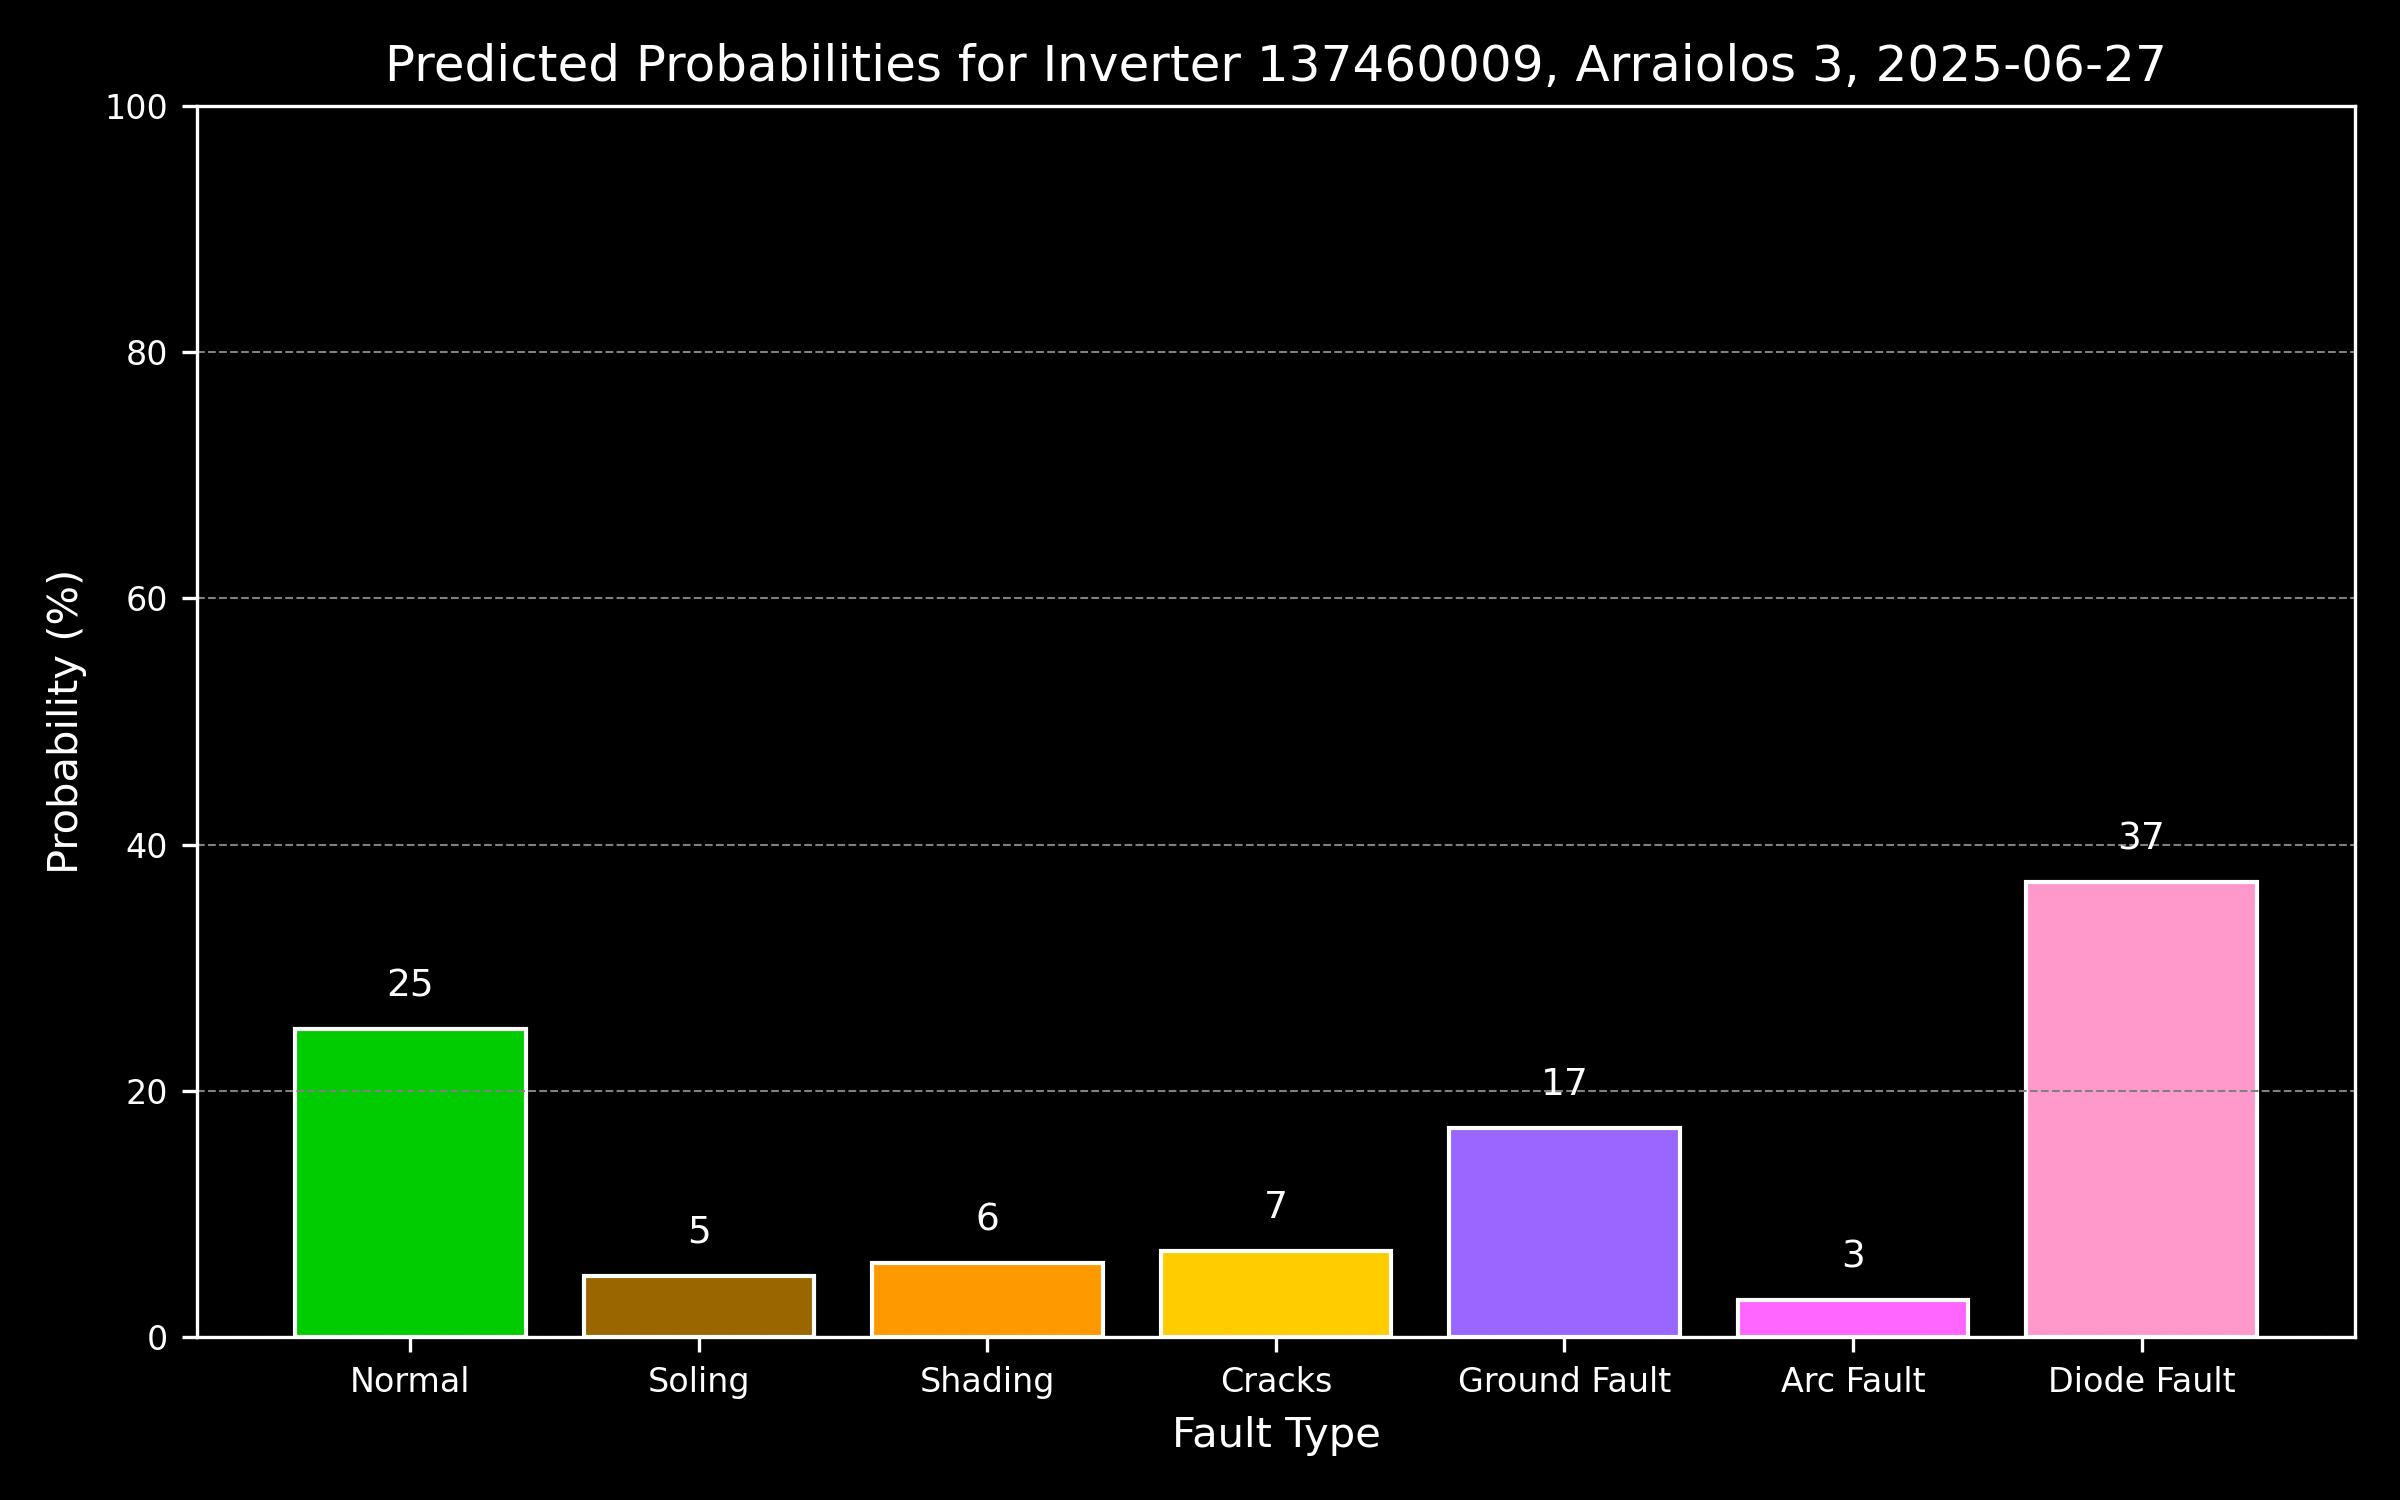 Predicted Probabilities for Inverter 137460009, Arraiolos 3, 2025-06-27
Probability (%)
100
80
60
40
20
0
25
5
6
7
17
3
37
Normal
Soling
Shading
Cracks
Ground Fault
Arc Fault
Diode Fault
Fault Type